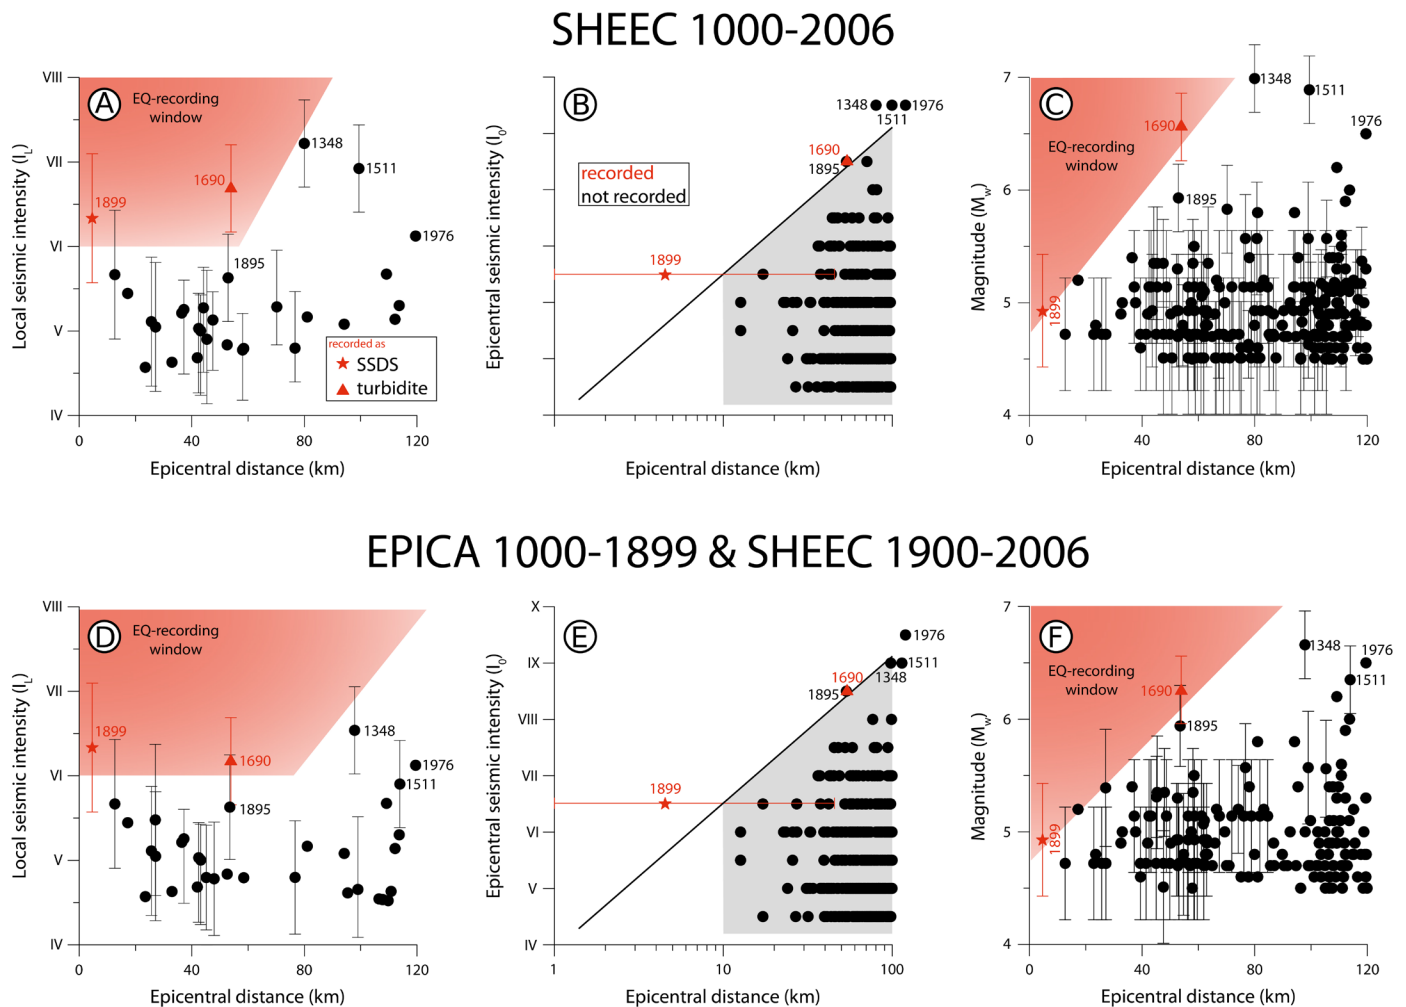 SHEEC 1000-2006
A
EQ-recording
window
VIII
VII
VI
V
IV
Local seismic intensity (IL)
1899
1690
1348
1511
1976
1895
recorded as
SSDS
turbidite
0
40
80
120
Epicentral distance (km)
B
Epicentral seismic intensity (I0)
1348
1976
1511
1690
1895
recorded
not recorded
1899
10
100
Epicentral distance (km)
C
EQ-recording
window
7
6
5
4
Magnitude (Mw)
1348
1511
1976
1690
1895
1899
0
40
80
120
Epicentral distance (km)
EPICA 1000-1899 & SHEEC 1900-2006
D
EQ-recording
window
VIII
VII
VI
V
IV
Local seismic intensity (IL)
1899
1690
1348
1976
1511
1895
0
40
80
120
Epicentral distance (km)
E
X
IX
VIII
VII
VI
V
IV
Epicentral seismic intensity (I0)
1976
1511
1348
1690
1895
1899
1
10
100
Epicentral distance (km)
F
EQ-recording
window
7
6
5
4
Magnitude (Mw)
1348
1976
1511
1690
1895
1899
0
40
80
120
Epicentral distance (km)